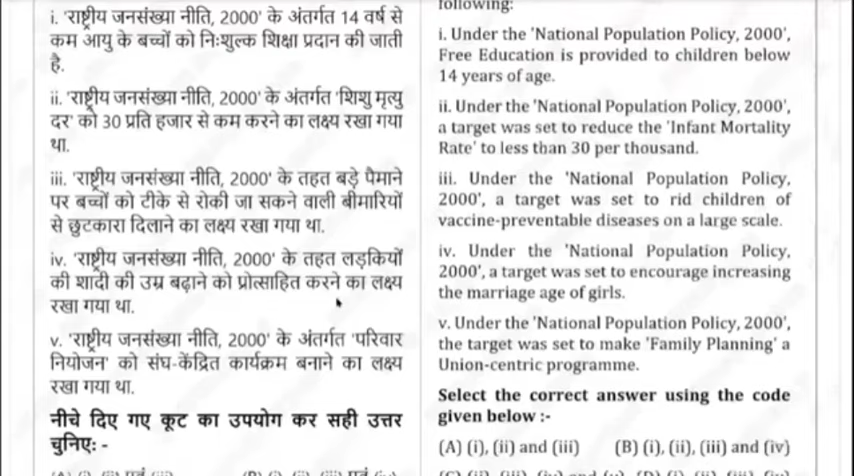 i. 'राष्ट्रीय जनसंख्या नीति, 2000' के अंतर्गत 14 वर्ष से
कम आयु के बच्चों को निःशुल्क शिक्षा प्रदान की जाती
है.
ii. 'राष्ट्रीय जनसंख्या नीति, 2000' के अंतर्गत 'शिशु मृत्यु
दर' को 30 प्रति हजार से कम करने का लक्ष्य रखा गया
था.
iii. 'राष्ट्रीय जनसंख्या नीति, 2000' के तहत बड़े पैमाने
पर बच्चों को टीके से रोकी जा सकने वाली बीमारियों
से छुटकारा दिलाने का लक्ष्य रखा गया था.
iv. 'राष्ट्रीय जनसंख्या नीति, 2000' के तहत लड़कियों
की शादी की उम्र बढ़ाने को प्रोत्साहित करने का लक्ष्य
रखा गया था.
v. 'राष्ट्रीय जनसंख्या नीति, 2000' के अंतर्गत 'परिवार
नियोजन' को संघ-केंद्रित कार्यक्रम बनाने का लक्ष्य
रखा गया था.
नीचे दिए गए कूट का उपयोग कर सही उत्तर
चुनिए: -
following:
i. Under the 'National Population Policy, 2000',
Free Education is provided to children below
14 years of age.
ii. Under the 'National Population Policy, 2000',
a target was set to reduce the 'Infant Mortality
Rate' to less than 30 per thousand.
iii. Under the 'National Population Policy,
2000', a target was set to rid children of
vaccine-preventable diseases on a large scale.
iv. Under the 'National Population Policy,
2000', a target was set to encourage increasing
the marriage age of girls.
v. Under the 'National Population Policy, 2000',
the target was set to make 'Family Planning' a
Union-centric programme.
Select the correct answer using the code
given below :-
(A) (i), (ii) and (iii) (B) (i), (ii), (iii) and (iv)